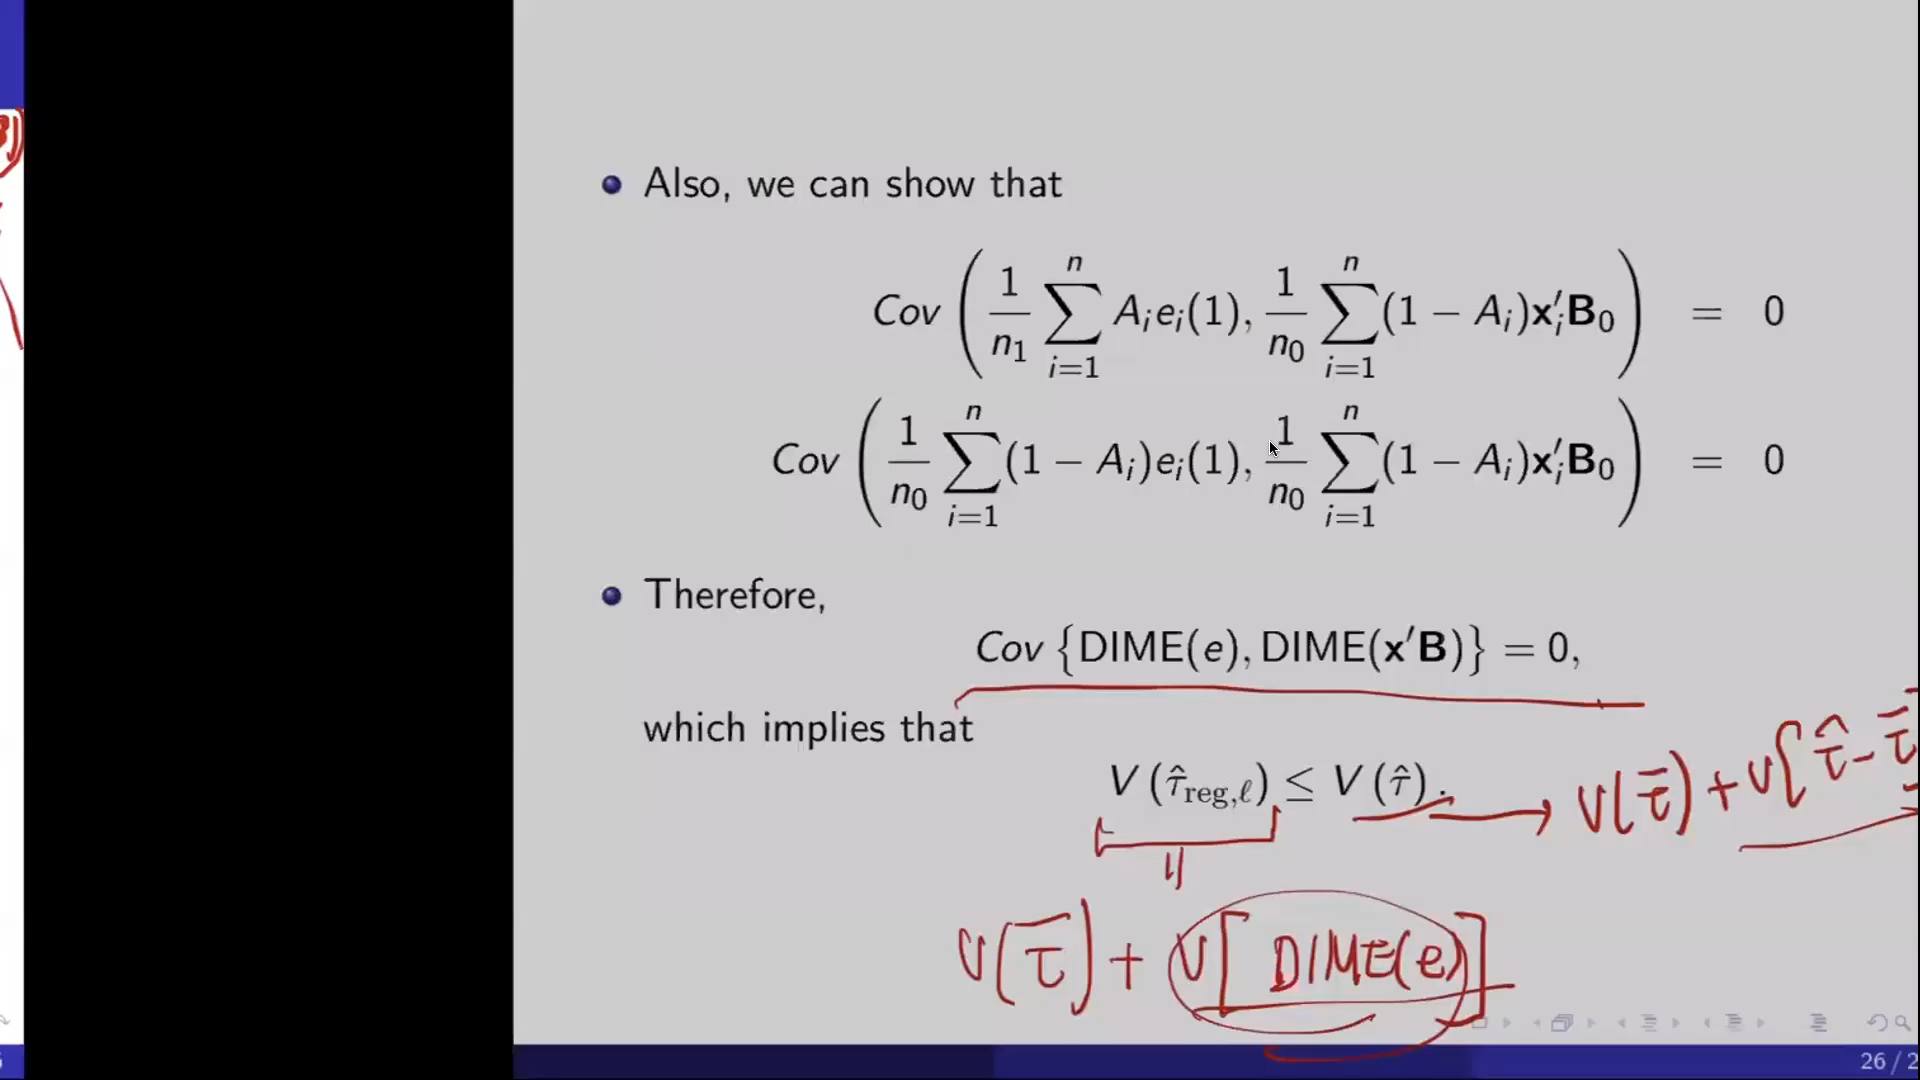 Also, we can show that
Cov ( 1/n₁ ∑ᵢ₌₁ⁿ Aᵢeᵢ(1), 1/n₀ ∑ᵢ₌₁ⁿ (1 − Aᵢ)x′ᵢB₀ ) = 0
Cov ( 1/n₀ ∑ᵢ₌₁ⁿ (1 − Aᵢ)eᵢ(1), 1/n₀ ∑ᵢ₌₁ⁿ (1 − Aᵢ)x′ᵢB₀ ) = 0
Therefore,
Cov {DIME(e), DIME(x′B)} = 0,
which implies that
V (τ̂_reg,ℓ) ≤ V (τ̂) . → V(τ̄) + V[τ̂ − τ̄
V[τ̄] + V[DIME(e)]
26 / 2